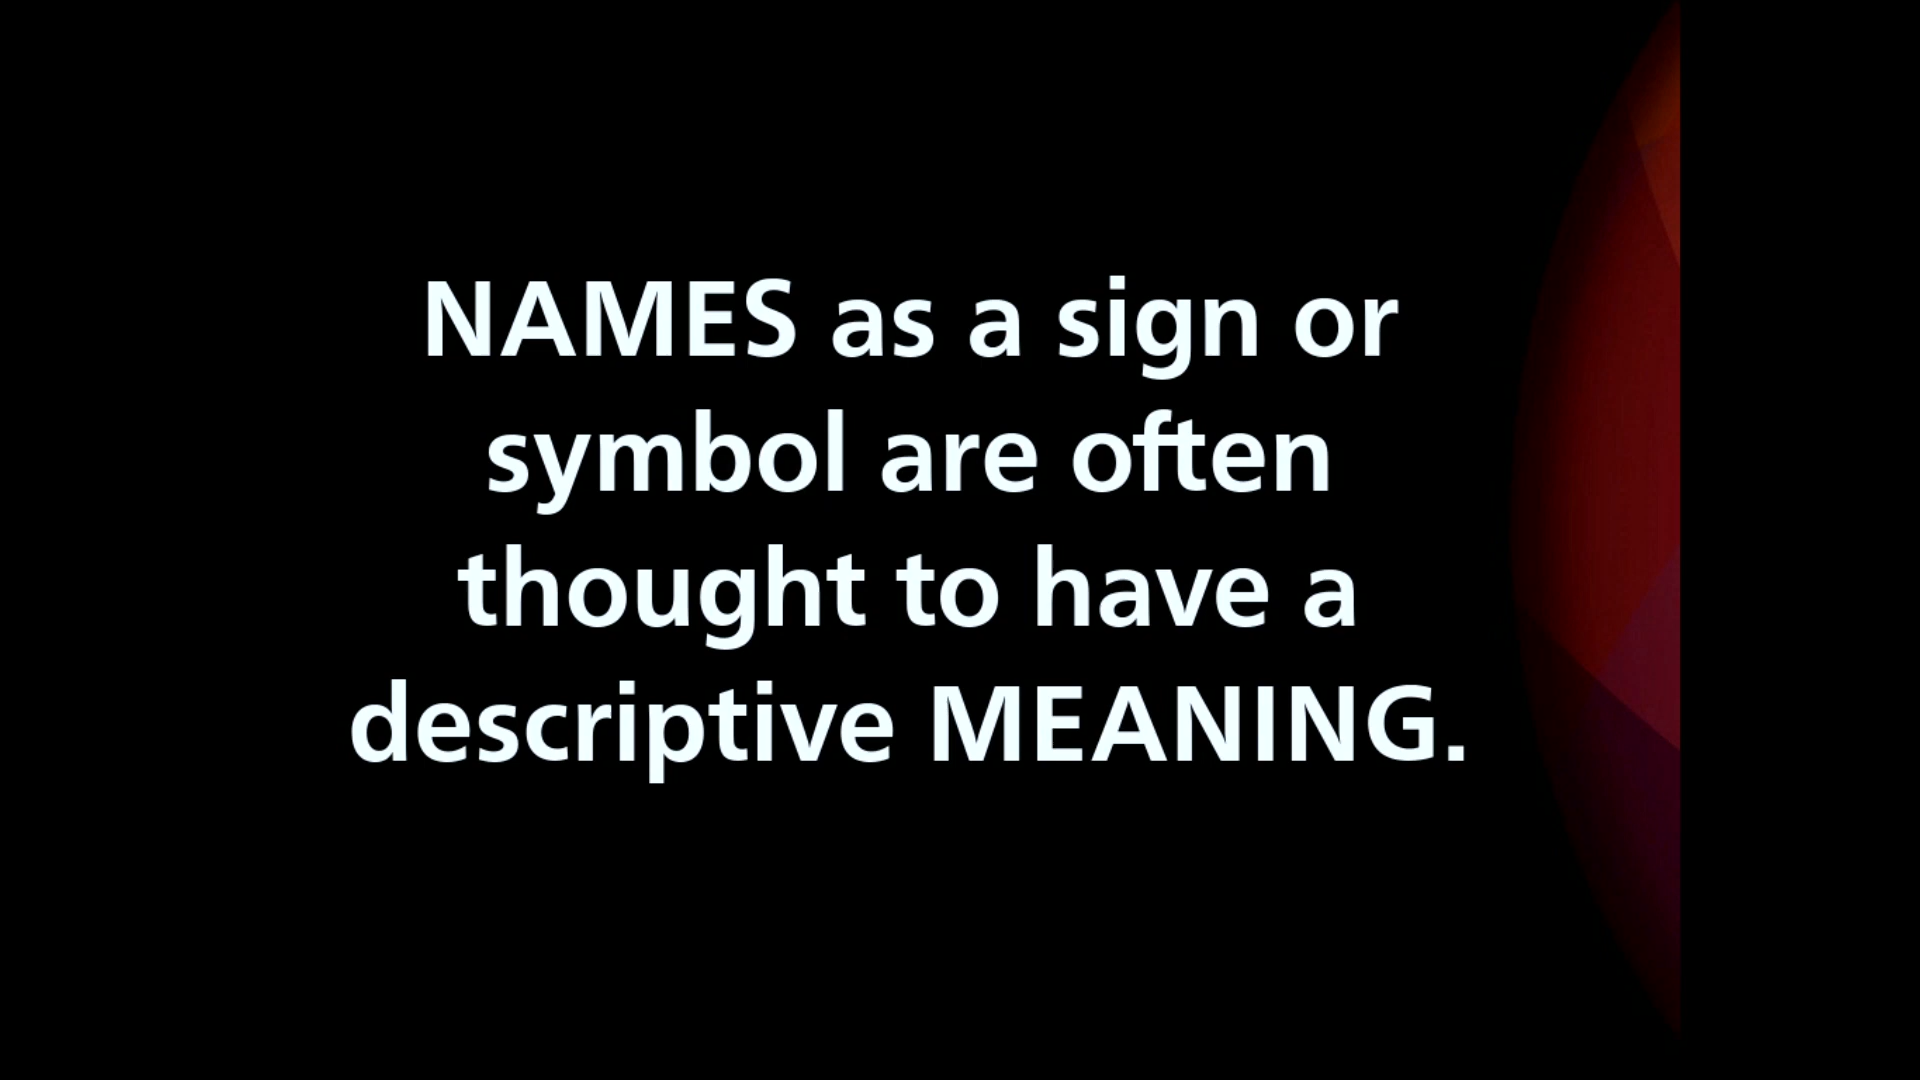 NAMES as a sign or
symbol are often
thought to have a
descriptive MEANING.